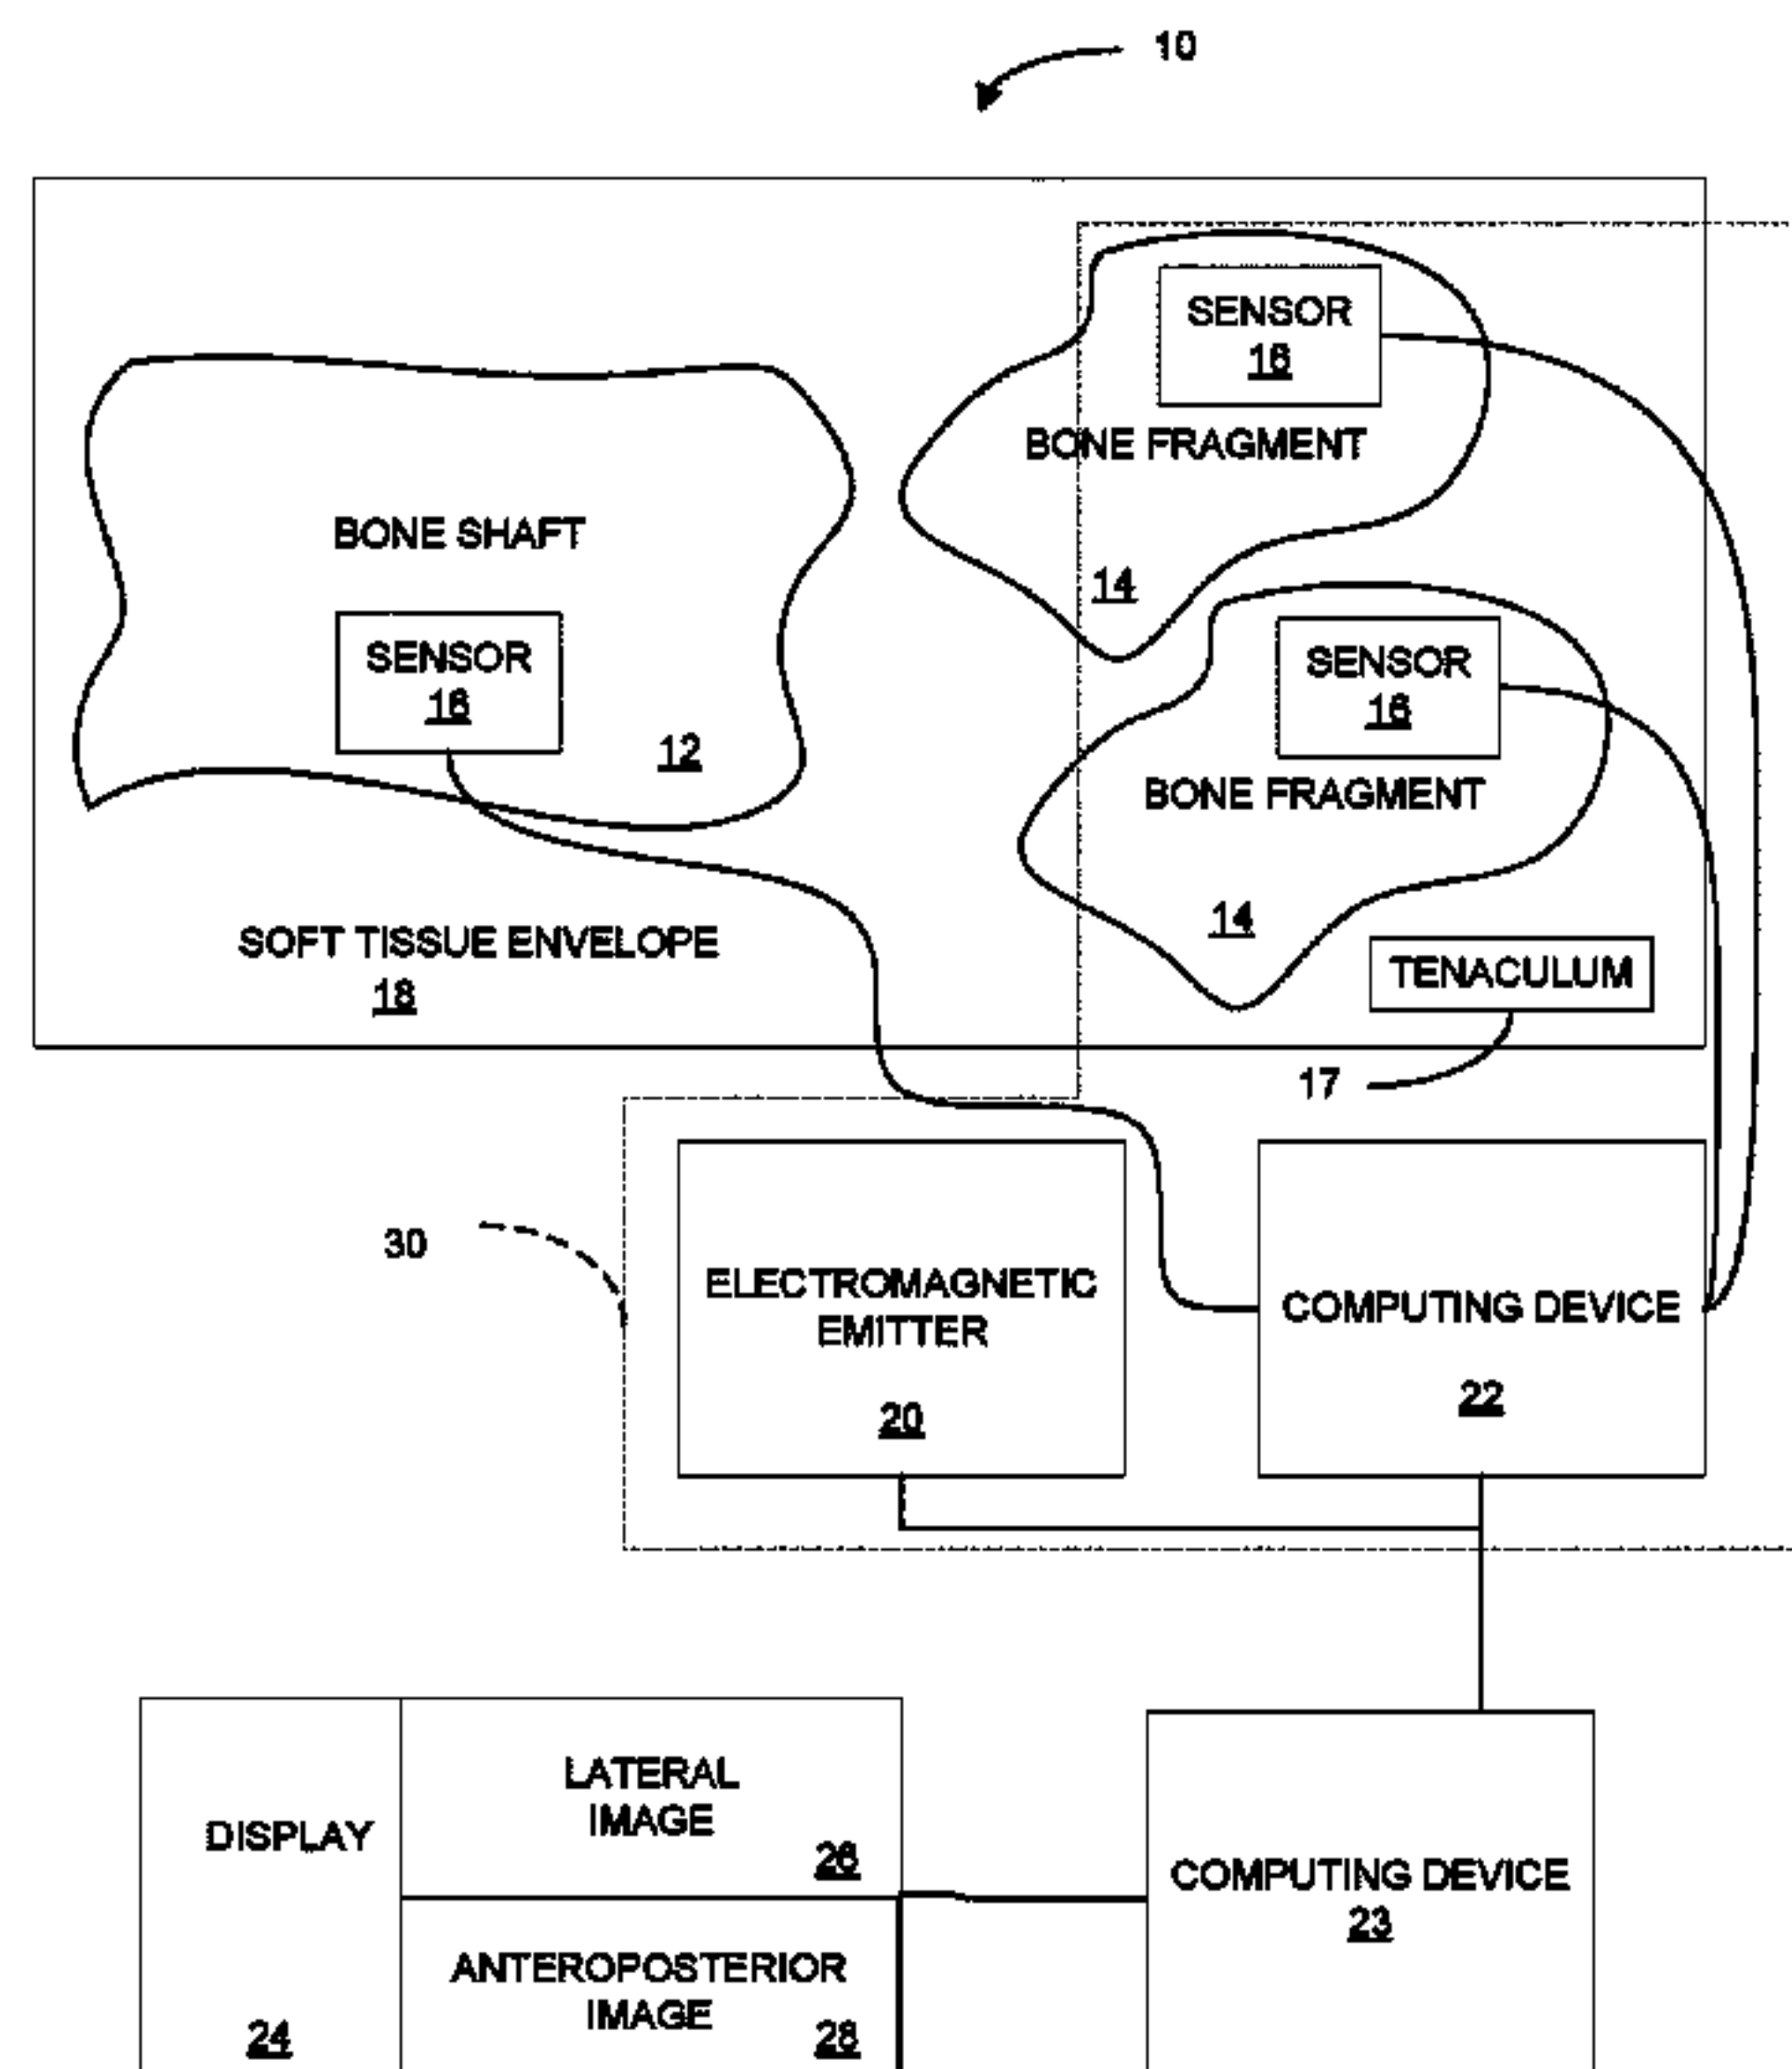 10
SENSOR
16
BONE FRAGMENT
14
BONE SHAFT
SENSOR
16
12
SENSOR
16
BONE FRAGMENT
14
SOFT TISSUE ENVELOPE
18
TENACULUM
17
30
ELECTROMAGNETIC
EMITTER
20
COMPUTING DEVICE
22
DISPLAY
24
LATERAL
IMAGE
26
ANTEROPOSTERIOR
IMAGE
28
COMPUTING DEVICE
23